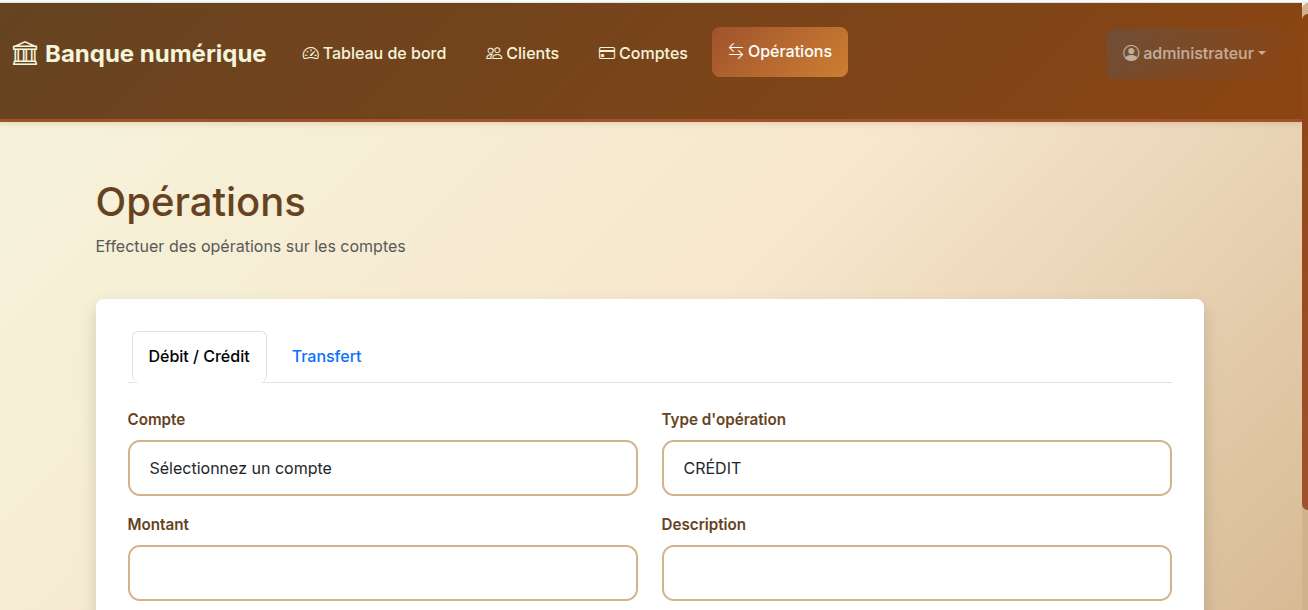 Banque numérique Tableau de bord Clients Comptes Opérations administrateur
Opérations
Effectuer des opérations sur les comptes
Débit / Crédit Transfert
Compte Type d'opération
Sélectionnez un compte CRÉDIT
Montant Description